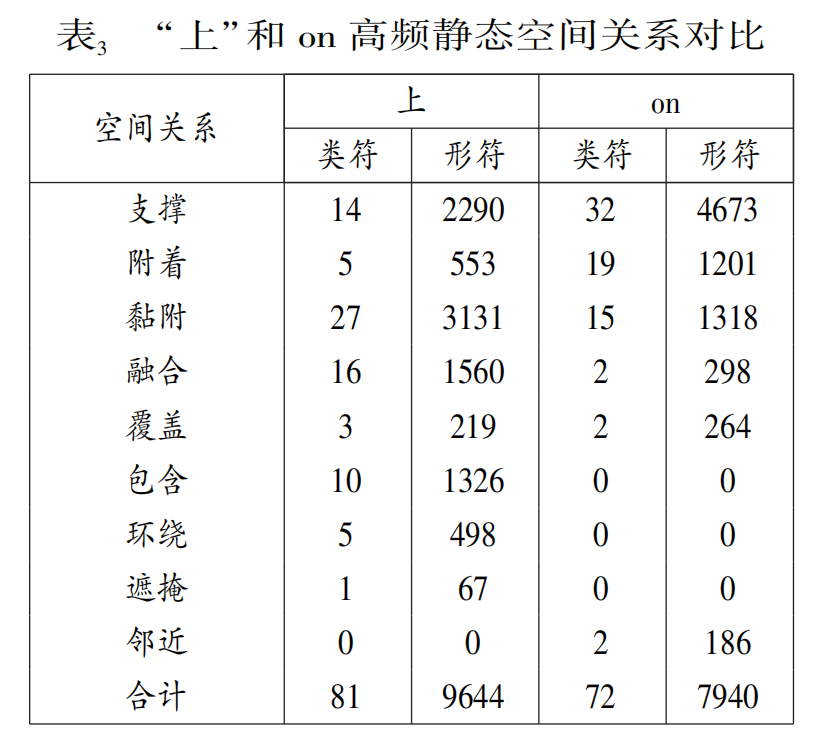 表3 “上”和 on 高频静态空间关系对比
空间关系 上 on
类符 形符 类符 形符
支撑 14 2290 32 4673
附着 5 553 19 1201
黏附 27 3131 15 1318
融合 16 1560 2 298
覆盖 3 219 2 264
包含 10 1326 0 0
环绕 5 498 0 0
遮掩 1 67 0 0
邻近 0 0 2 186
合计 81 9644 72 7940